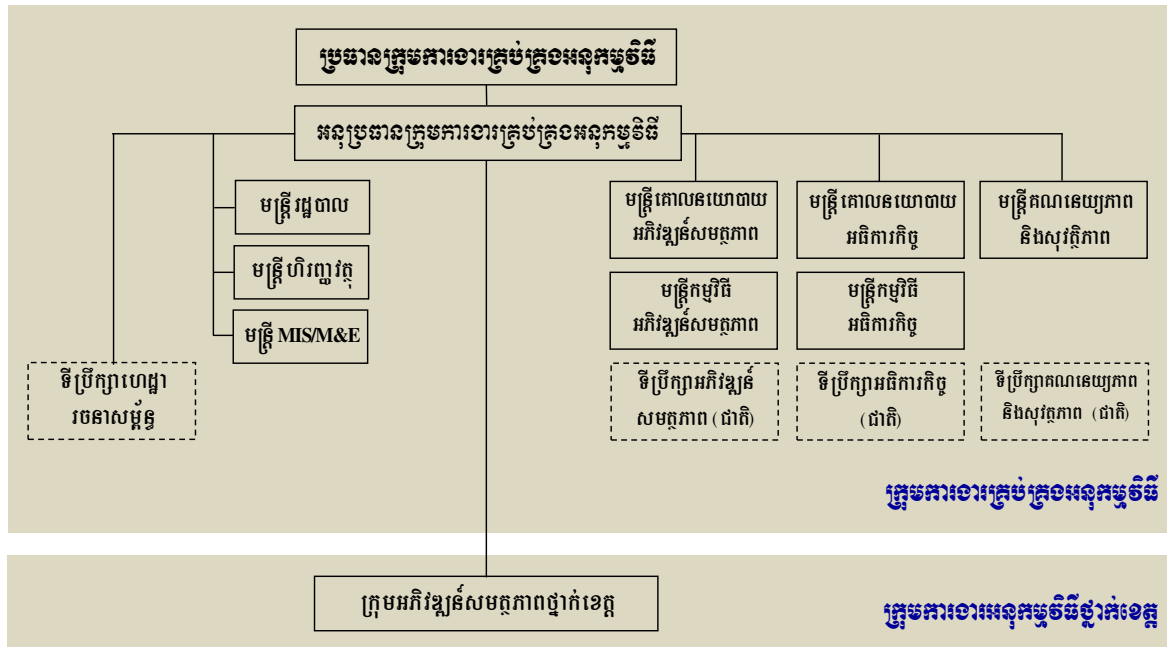 ប្រធានក្រុមការងារគ្រប់គ្រងអនុកម្មវិធី
អនុប្រធានក្រុមការងារគ្រប់គ្រងអនុកម្មវិធី
មន្ត្រីរដ្ឋបាល
មន្ត្រីហិរញ្ញវត្ថុ
មន្ត្រី MIS/M&E
ទីប្រឹក្សាហេដ្ឋា
រចនាសម្ព័ន្ធ
មន្ត្រីគោលនយោបាយ
អភិវឌ្ឍន៍សមត្ថភាព
មន្ត្រីកម្មវិធី
អភិវឌ្ឍន៍សមត្ថភាព
ទីប្រឹក្សាអភិវឌ្ឍន៍
សមត្ថភាព (ជាតិ)
មន្ត្រីគោលនយោបាយ
អធិការកិច្ច
មន្ត្រីកម្មវិធី
អធិការកិច្ច
ទីប្រឹក្សាអធិការកិច្ច
(ជាតិ)
មន្ត្រីគណនេយ្យភាព
និងសុវត្ថិភាព
ទីប្រឹក្សាគណនេយ្យភាព
និងសុវត្ថភាព (ជាតិ)
ក្រុមការងារគ្រប់គ្រងអនុកម្មវិធី
ក្រុមអភិវឌ្ឍន៍សមត្ថភាពថ្នាក់ខេត្ត
ក្រុមការងារអនុកម្មវិធីថ្នាក់ខេត្ត